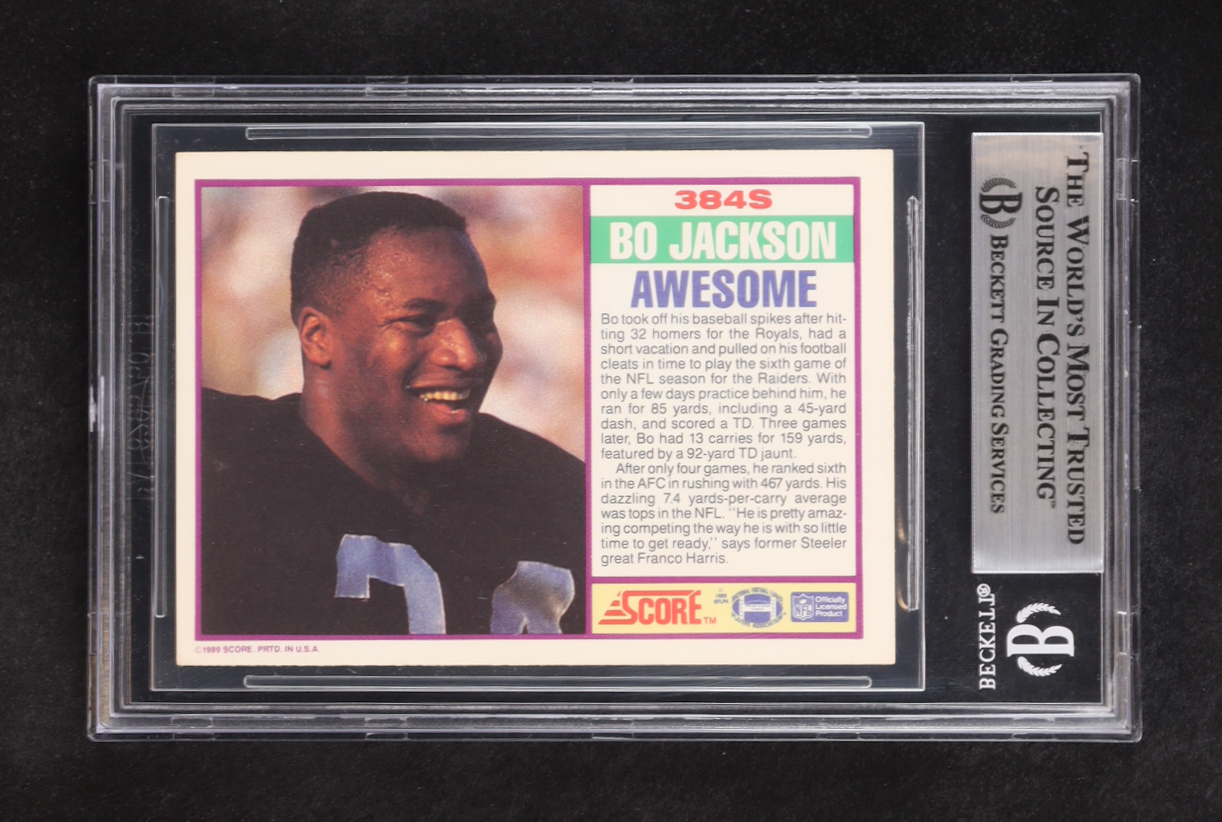 384S
BO JACKSON
AWESOME
Bo took off his baseball spikes after hit-
ting 32 homers for the Royals, had a
short vacation and pulled on his football
cleats in time to play the sixth game of
the NFL season for the Raiders. With
only a few days practice behind him, he
ran for 85 yards, including a 45-yard
dash, and scored a TD. Three games
later, Bo had 13 carries for 159 yards,
featured by a 92-yard TD jaunt.
After only four games, he ranked sixth
in the AFC in rushing with 467 yards. His
dazzling 7.4 yards-per-carry average
was tops in the NFL. ''He is pretty amaz-
ing competing the way he is with so little
time to get ready,'' says former Steeler
great Franco Harris.
SCORE™
© 1989 NFLPA
NFL
Officially
Licensed
Product
©1989 SCORE. PRTD. IN U.S.A.
THE WORLD'S MOST TRUSTED
SOURCE IN COLLECTING™
B BECKETT GRADING SERVICES
BECKETT®
B